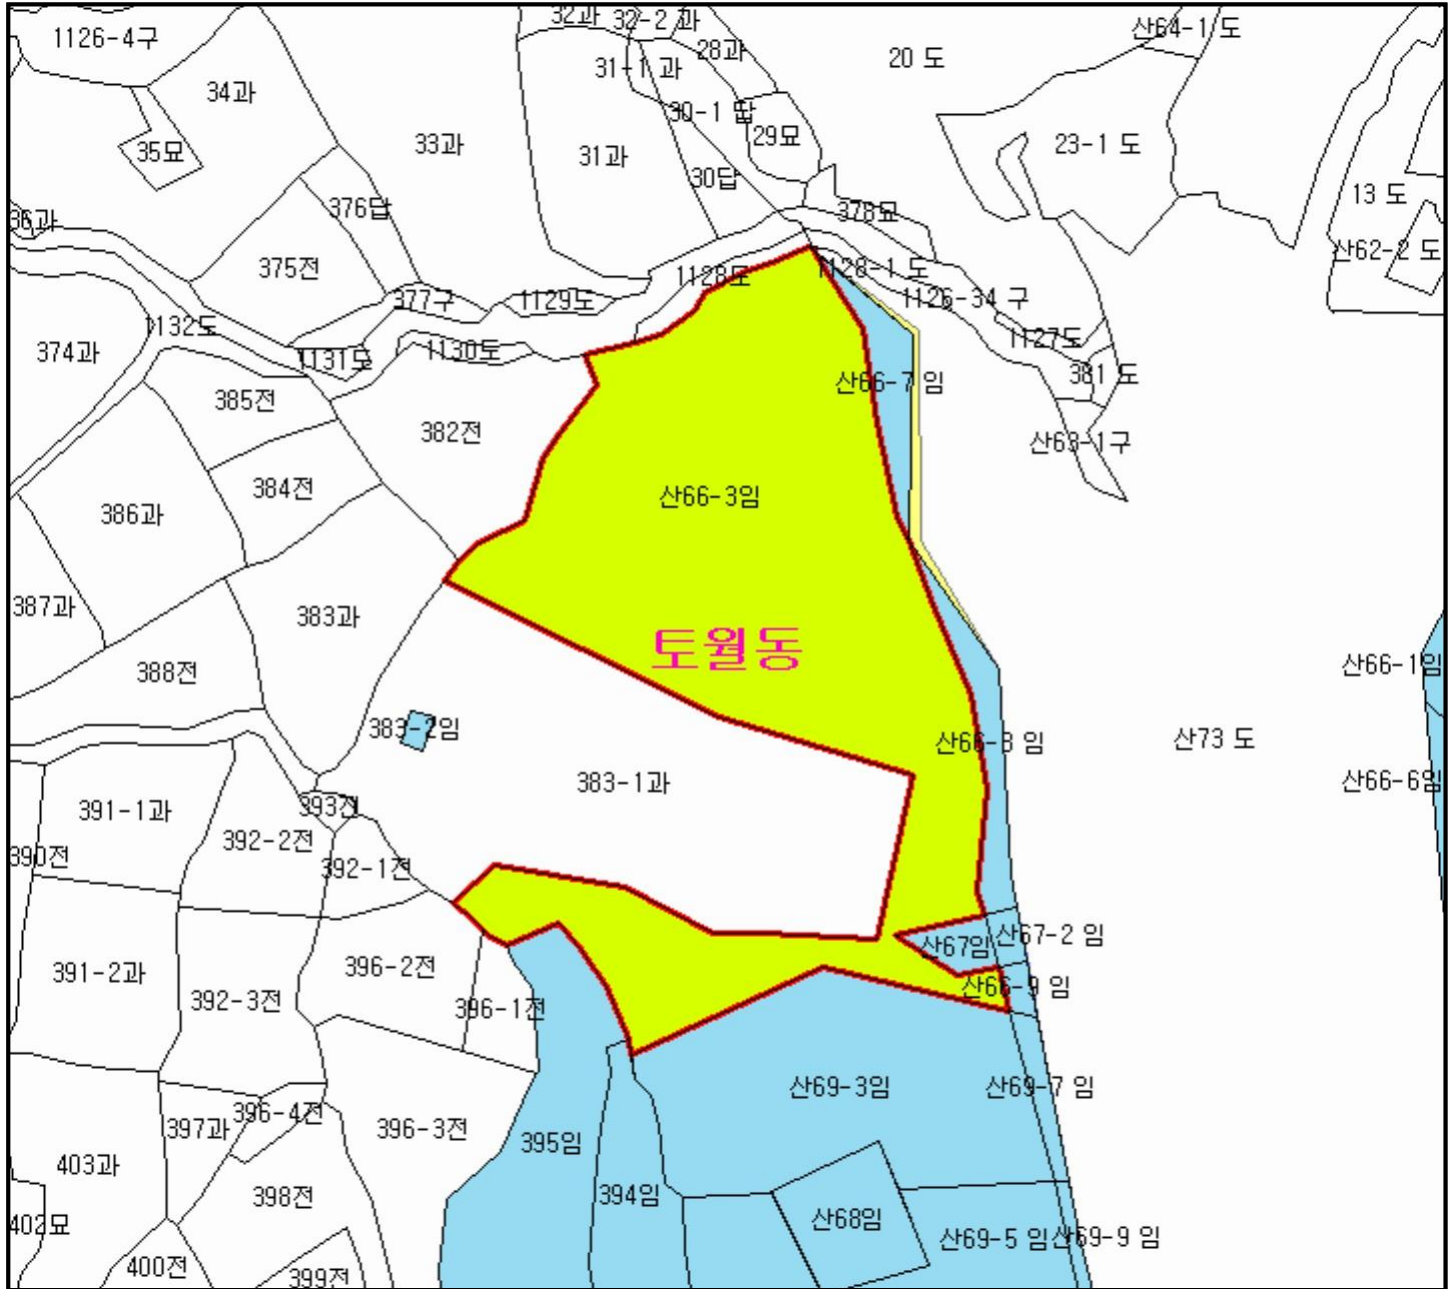 32과 32-2 과
산64-1 도
1126-4구
28과
20 도
31-1 과
34과
30-1 답
29묘
35묘
33과
31과
23-1 도
30답
13 도
376답
378묘
36과
산62-2 도
375전
1128도
1128-1 도
377구
1129도
1126-34 구
132도
1127도
374과
1131도
1130도
381 도
산66-7 임
385전
382전
산63-1구
384전
산66-3임
386과
387과
383과
토월동
388전
산66-1임
383-2임
산66-8 임
산73 도
383-1과
산66-6임
391-1과
393전
392-2전
390전
392-1전
산67임
산67-2 임
396-2전
391-2과
산66-9 임
392-3전
396-1전
산69-3임
산69-7 임
396-4전
397과
396-3전
395임
403과
398전
394임
402묘
산68임
산69-5 임
산69-9 임
400전
399전